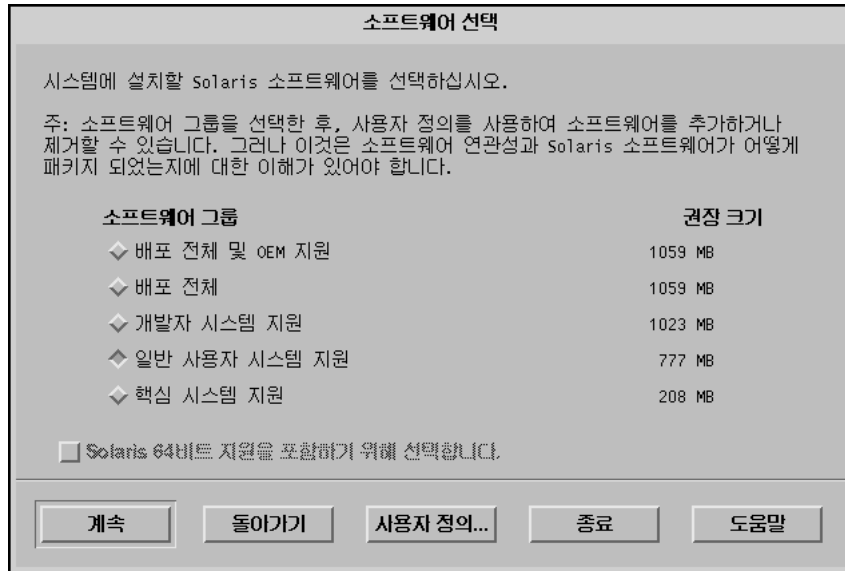 소프트웨어 선택
시스템에 설치할 Solaris 소프트웨어를 선택하십시오.
주: 소프트웨어 그룹을 선택한 후, 사용자 정의를 사용하여 소프트웨어를 추가하거나
제거할 수 있습니다. 그러나 이것은 소프트웨어 연관성과 Solaris 소프트웨어가 어떻게
패키지 되었는지에 대한 이해가 있어야 합니다.
소프트웨어 그룹 권장 크기
배포 전체 및 OEM 지원 1059 MB
배포 전체 1059 MB
개발자 시스템 지원 1023 MB
일반 사용자 시스템 지원 777 MB
핵심 시스템 지원 208 MB
Solaris 64비트 지원을 포함하기 위해 선택합니다.
계속 돌아가기 사용자 정의... 종료 도움말